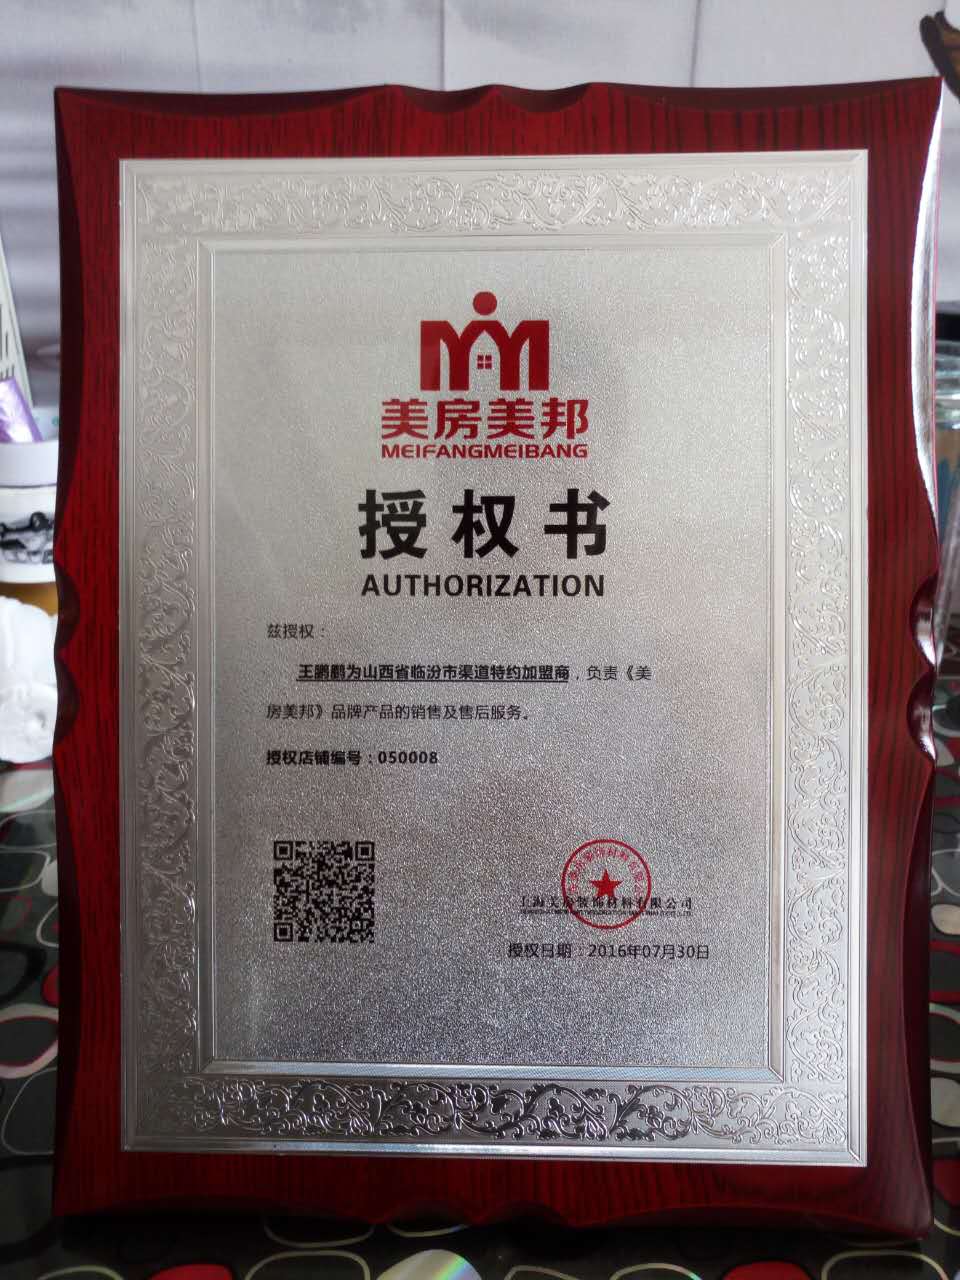 美房美邦
MEIFANGMEIBANG
授权书
AUTHORIZATION
兹授权：
王鹏鹏为山西省临汾市渠道特约加盟商，负责《美
房美邦》品牌产品的销售及售后服务。
授权店铺编号：050008
上海美房装饰材料有限公司
授权日期：2016年07月30日